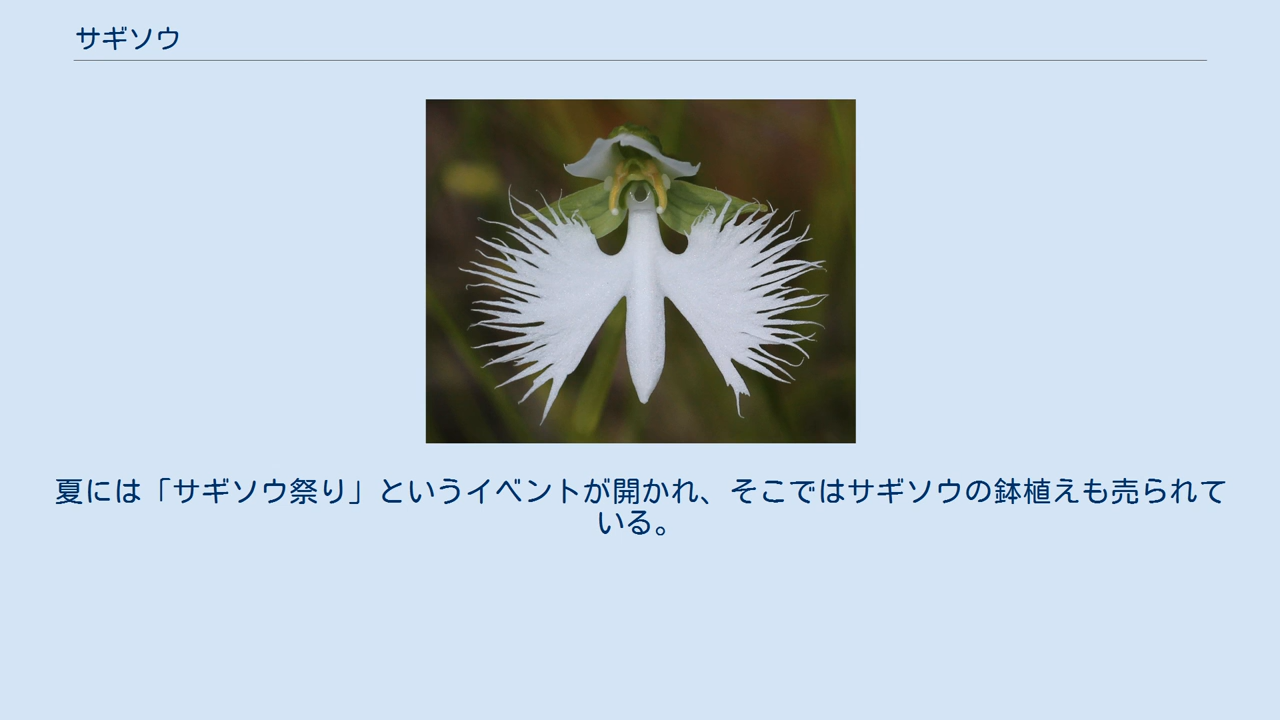 サギソウ
夏には「サギソウ祭り」というイベントが開かれ、そこではサギソウの鉢植えも売られて
いる。